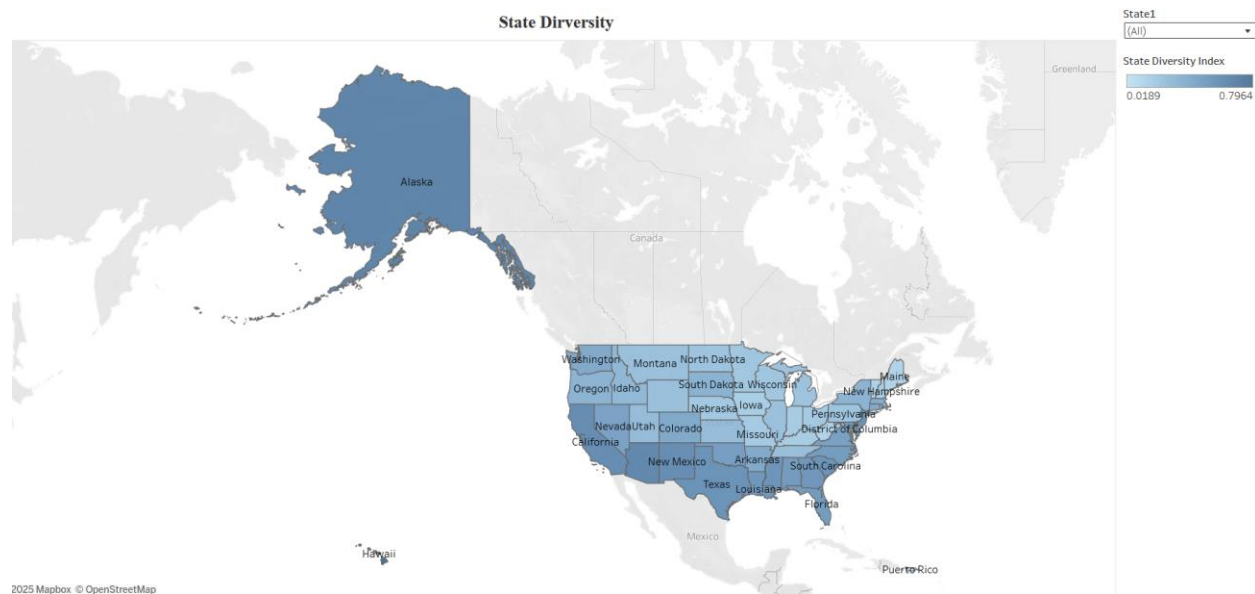 State Dirversity
State1
(All)
State Diversity Index
0.0189 0.7964
Greenland
Alaska
Canada
Washington
Montana
North Dakota
Maine
Oregon
Idaho
South Dakota
Wisconsin
New Hampshire
Nebraska
Iowa
Pennsylvania
Nevada
Utah
Colorado
Missouri
District of Columbia
California
New Mexico
Arkansas
South Carolina
Texas
Louisiana
Florida
Mexico
Hawaii
Puerto Rico
2025 Mapbox © OpenStreetMap